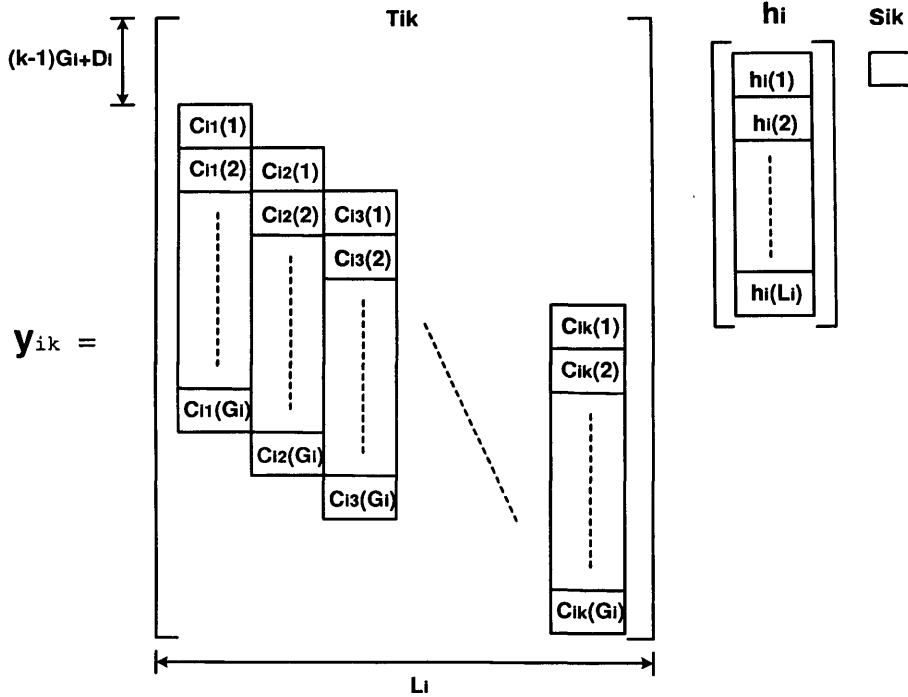 Tik
hi
Sik
(k-1)Gi+Di
hi(1)
hi(2)
hi(Li)
Ci1(1)
Ci1(2)
Ci2(1)
Ci2(2)
Ci3(1)
Ci3(2)
Cik(1)
Cik(2)
yik =
Ci1(Gi)
Ci2(Gi)
Ci3(Gi)
Cik(Gi)
Li